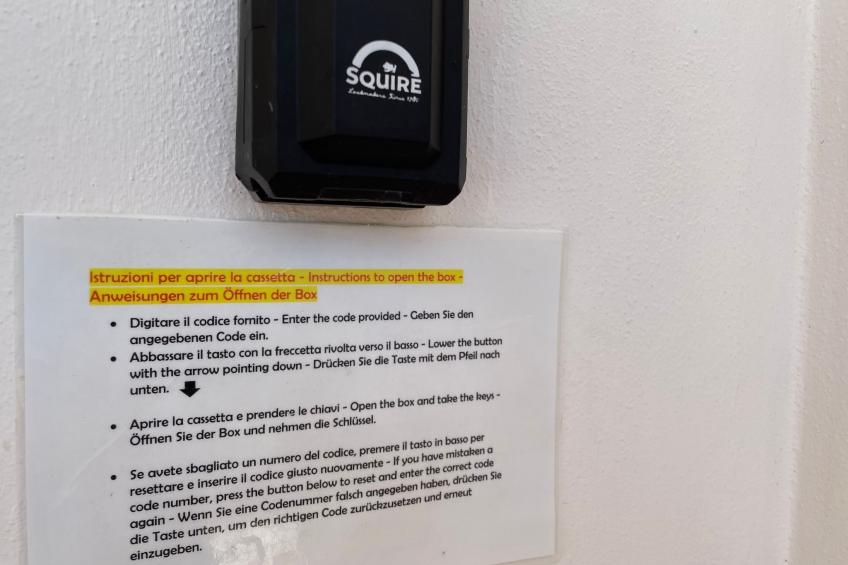 SQUIRE
Locksmiths Since 1780
Istruzioni per aprire la cassetta - Instructions to open the box -
Anweisungen zum Öffnen der Box
• Digitare il codice fornito - Enter the code provided - Geben Sie den
angegebenen Code ein.
• Abbassare il tasto con la freccetta rivolta verso il basso - Lower the button
with the arrow pointing down - Drücken Sie die Taste mit dem Pfeil nach
unten.
• Aprire la cassetta e prendere le chiavi - Open the box and take the keys -
Öffnen Sie der Box und nehmen die Schlüssel.
• Se avete sbagliato un numero del codice, premere il tasto in basso per
resettare e inserire il codice giusto nuovamente - If you have mistaken a
code number, press the button below to reset and enter the correct code
again - Wenn Sie eine Codenummer falsch angegeben haben, drücken Sie
die Taste unten, um den richtigen Code zurückzusetzen und erneut
einzugeben.